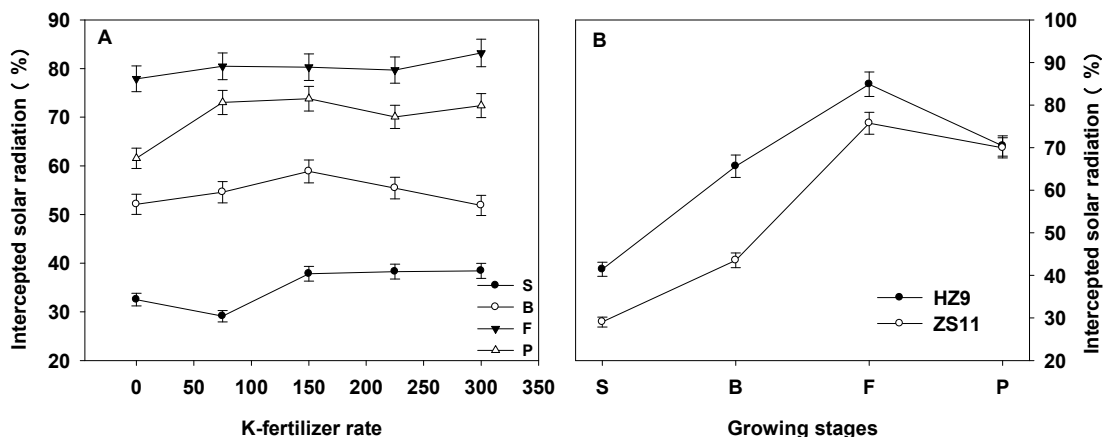 A
Intercepted solar radiation ( %)
90
80
70
60
50
40
30
20
0 50 100 150 200 250 300 350
K-fertilizer rate
S
B
F
P
B
100
90
80
70
60
50
40
30
20
Intercepted solar radiation ( %)
HZ9
ZS11
S B F P
Growing stages